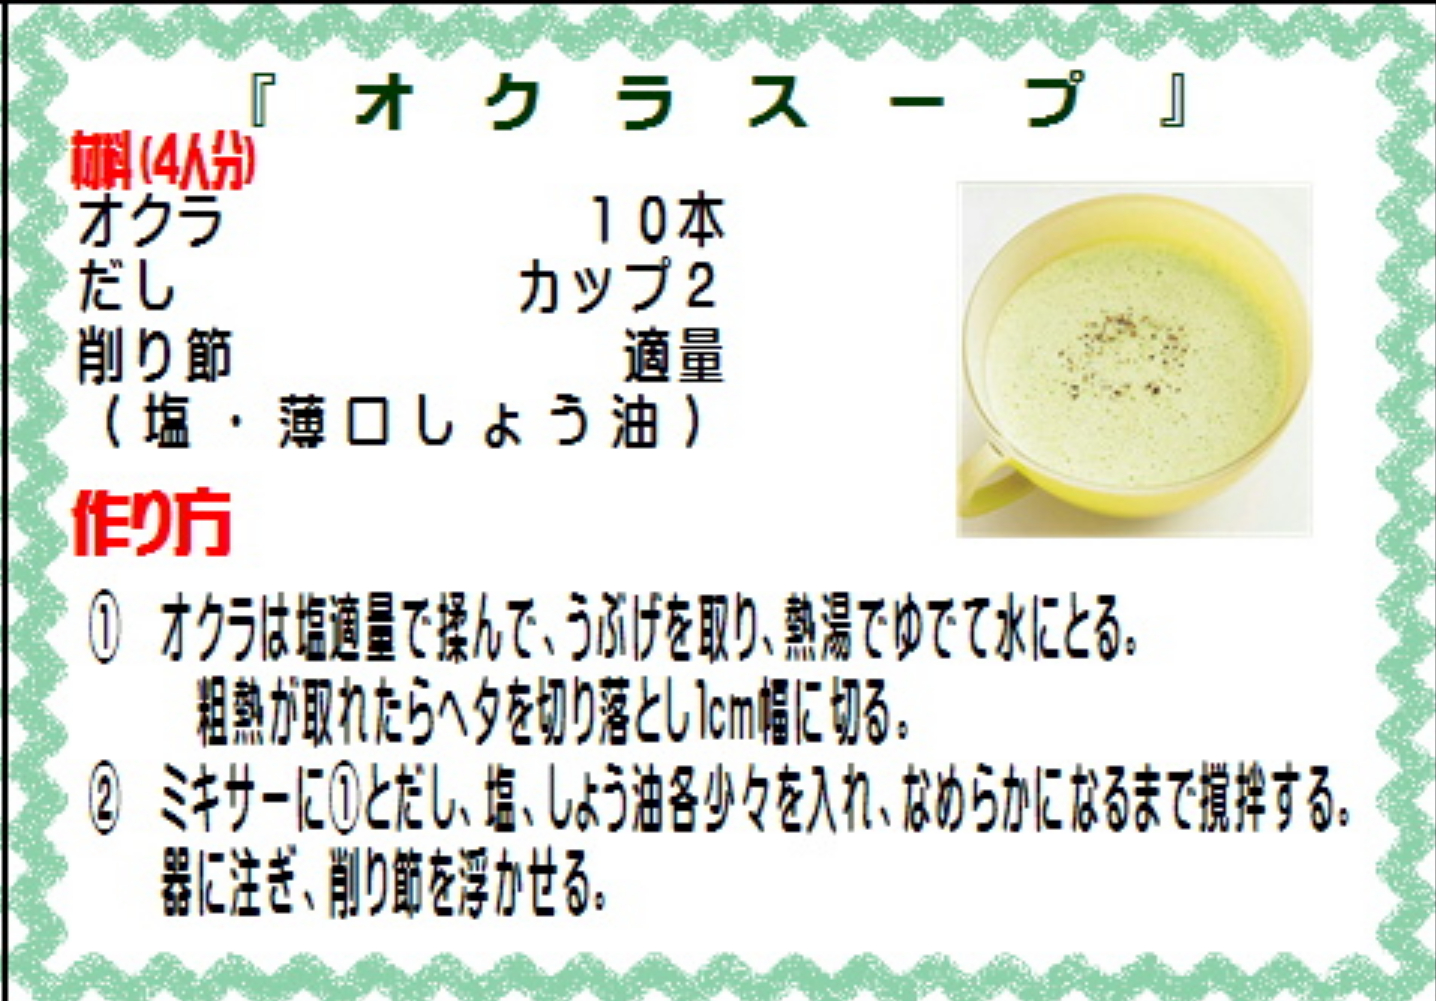 『 オ ク ラ ス ー プ 』
材料(4人分)
オクラ　１０本
だし　カップ２
削り節　適量
(塩・薄口しょう油)
作り方
① オクラは塩適量で揉んで、うぶげを取り、熱湯でゆでて水にとる。
粗熱が取れたらヘタを切り落とし1cm幅に切る。
② ミキサーに①とだし、塩、しょう油各少々を入れ、なめらかになるまで撹拌する。
器に注ぎ、削り節を浮かせる。